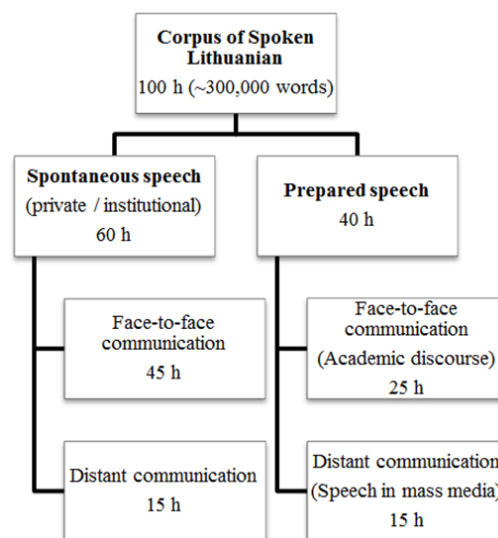 Corpus of Spoken
Lithuanian
100 h (~300,000 words)
Spontaneous speech
(private / institutional)
60 h
Prepared speech
40 h
Face-to-face
communication
45 h
Face-to-face
communication
(Academic discourse)
25 h
Distant communication
15 h
Distant communication
(Speech in mass media)
15 h